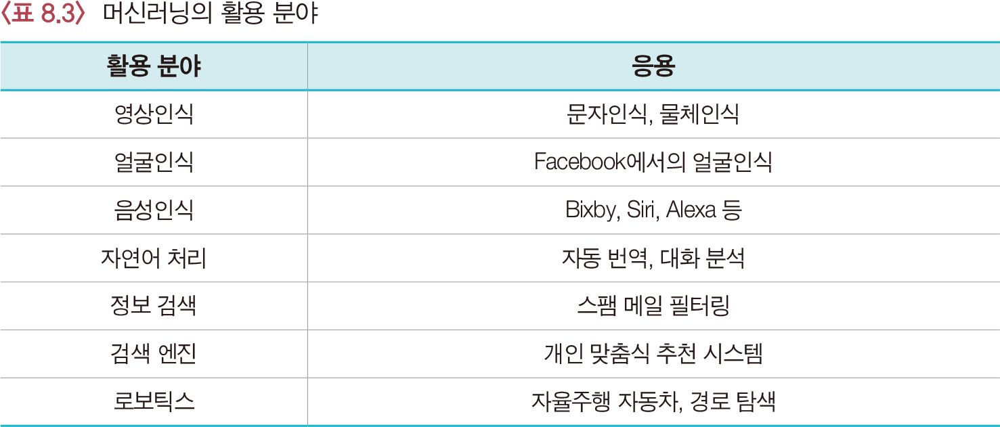 〈표 8.3〉 머신러닝의 활용 분야
활용 분야 응용
영상인식 문자인식, 물체인식
얼굴인식 Facebook에서의 얼굴인식
음성인식 Bixby, Siri, Alexa 등
자연어 처리 자동 번역, 대화 분석
정보 검색 스팸 메일 필터링
검색 엔진 개인 맞춤식 추천 시스템
로보틱스 자율주행 자동차, 경로 탐색